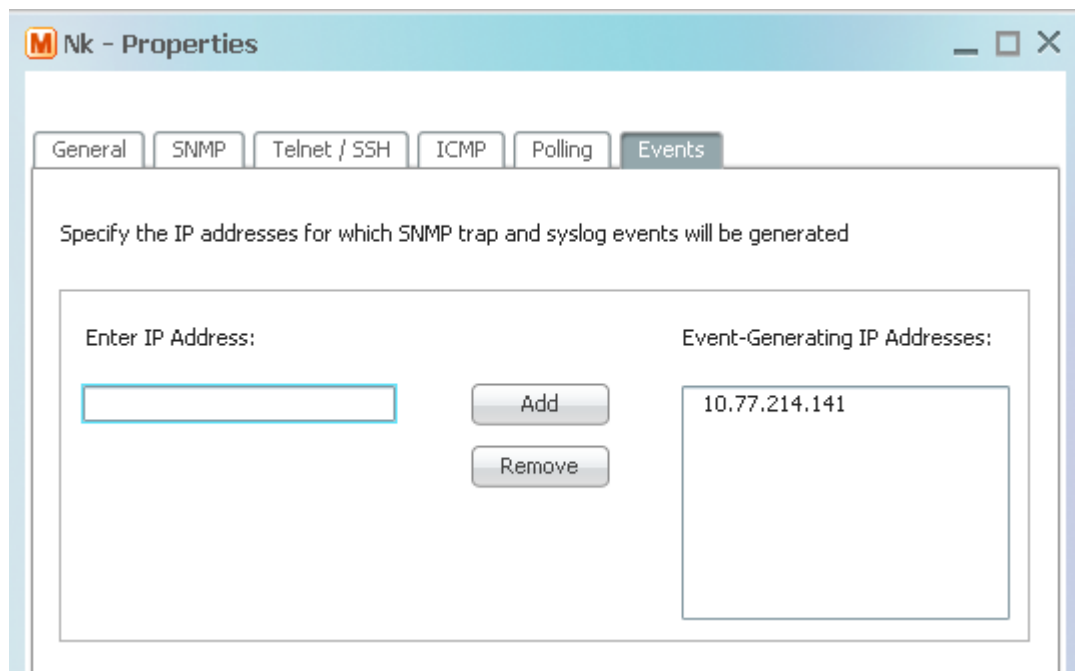 M Nk - Properties
General SNMP Telnet / SSH ICMP Polling Events
Specify the IP addresses for which SNMP trap and syslog events will be generated
Enter IP Address: Event-Generating IP Addresses:
Add 10.77.214.141
Remove